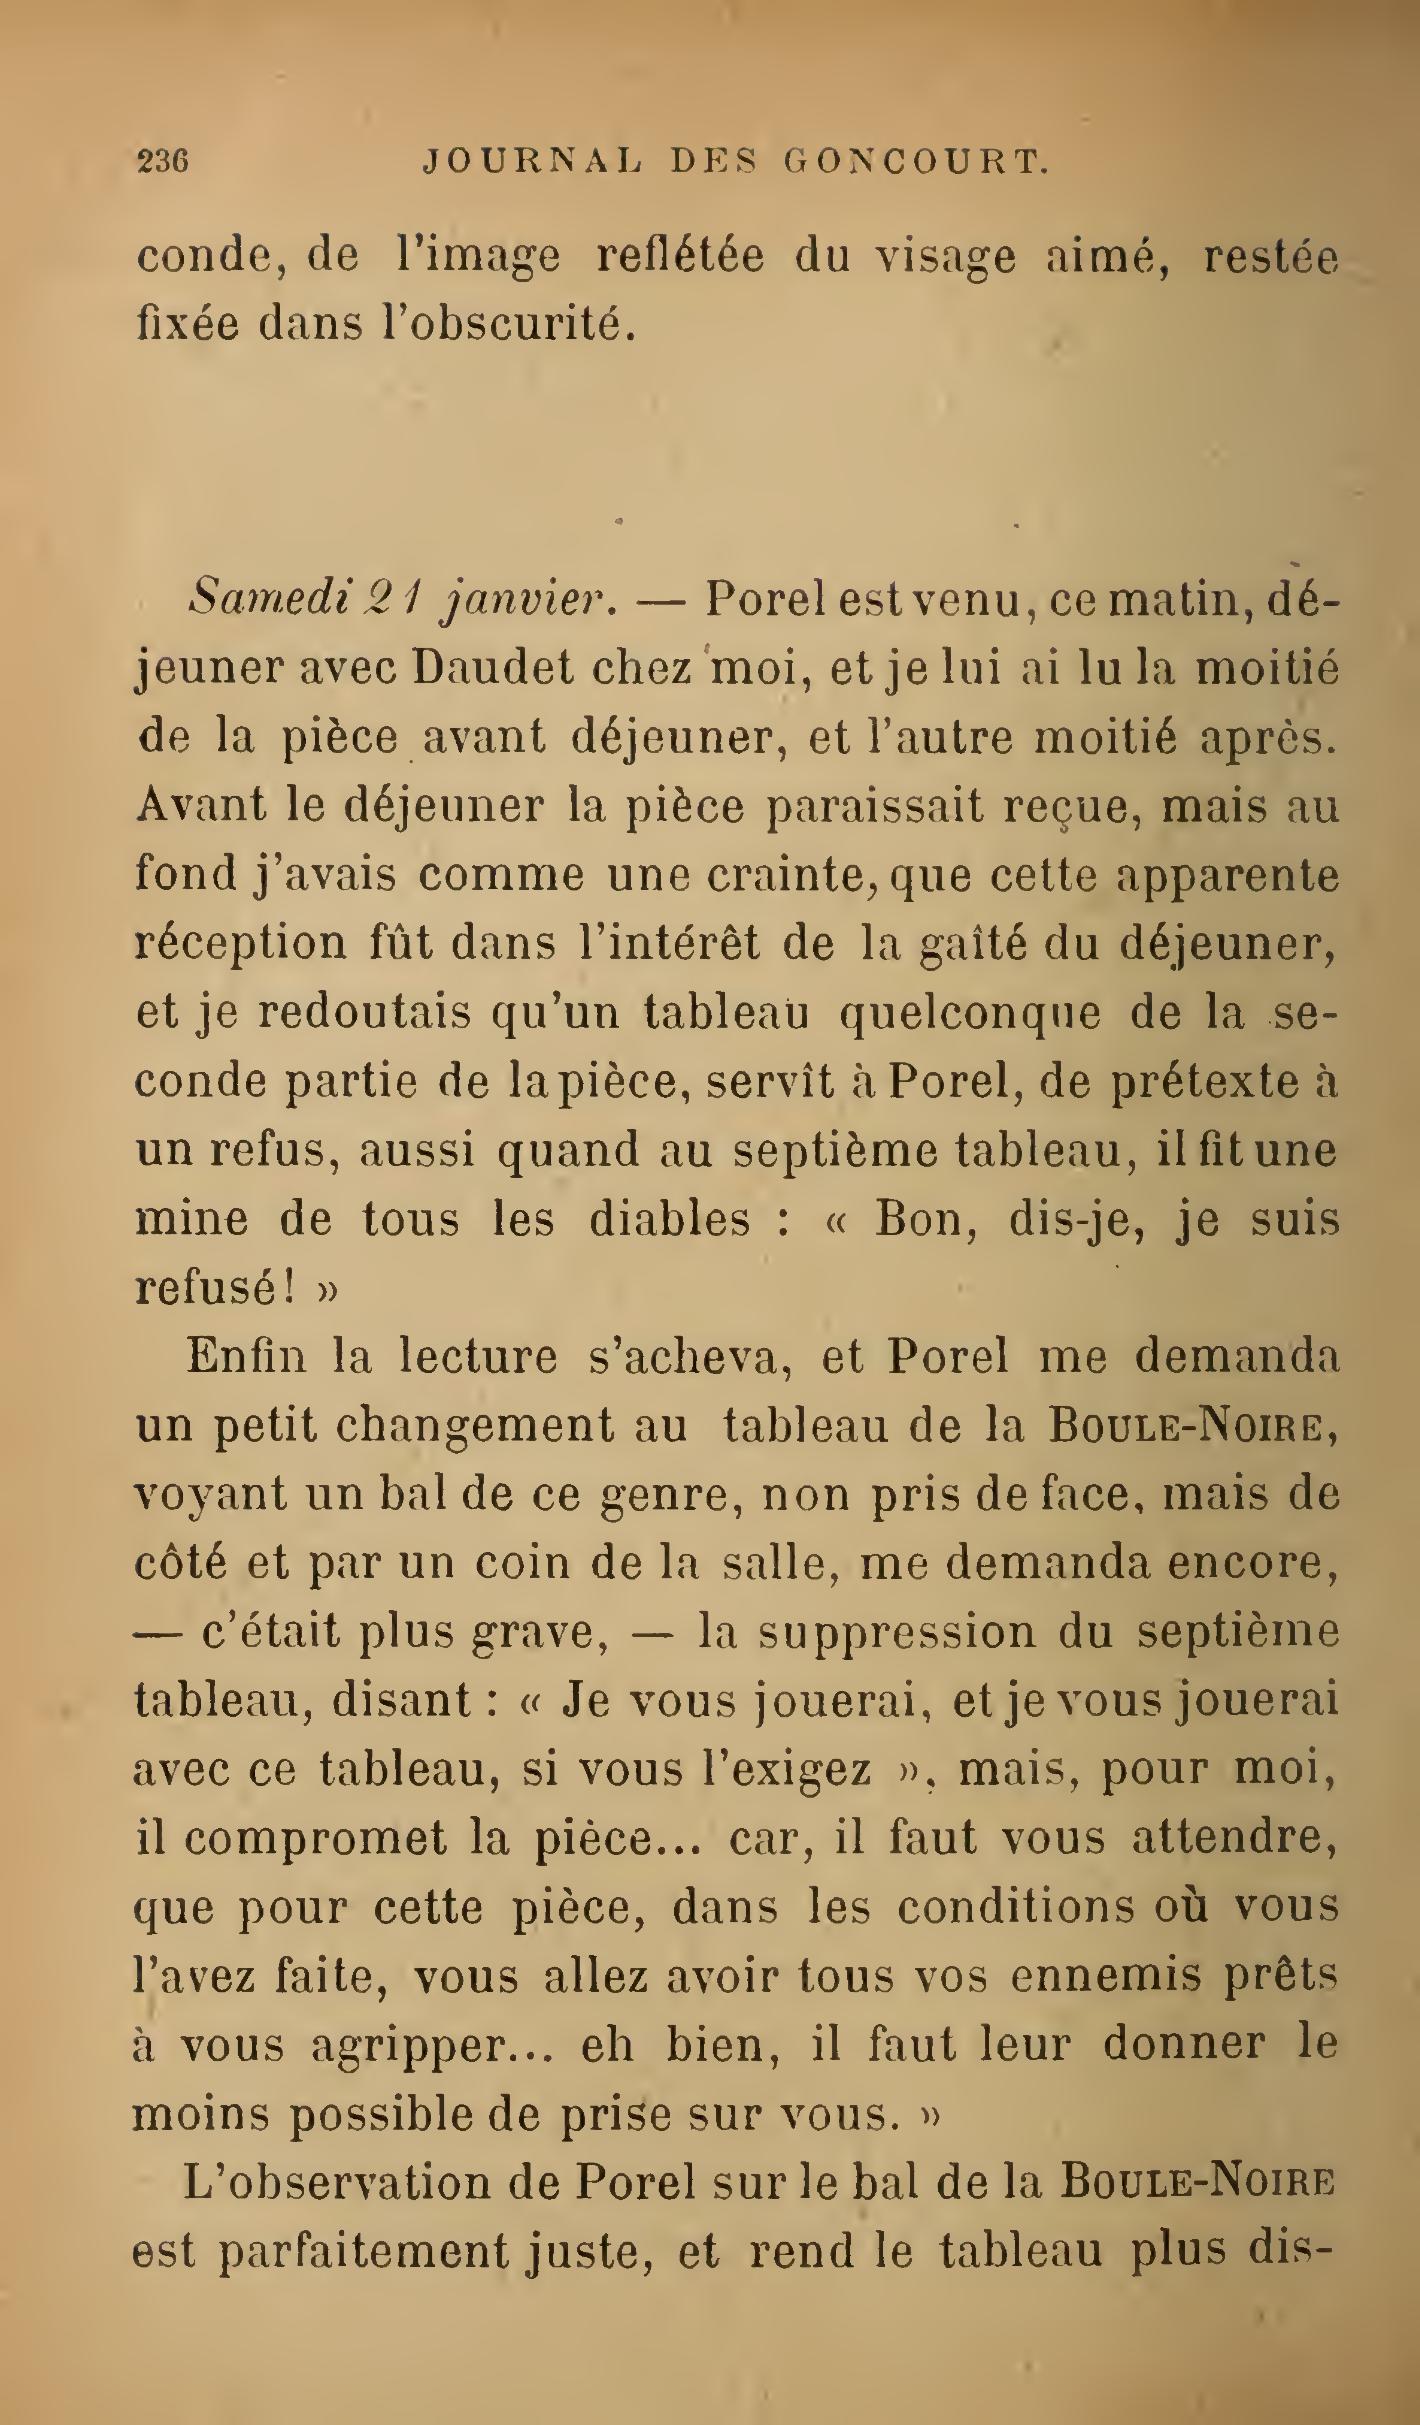 236 JOURNAL DES GONCOURT.
conde, de l'image reflétée du visage aimé, restée
fixée dans l'obscurité.
Samedi 21 janvier. — Porel est venu, ce matin, dé-
jeuner avec Daudet chez moi, et je lui ai lu la moitié
de la pièce avant déjeuner, et l'autre moitié après.
Avant le déjeuner la pièce paraissait reçue, mais au
fond j'avais comme une crainte, que cette apparente
réception fût dans l'intérêt de la gaîté du déjeuner,
et je redoutais qu'un tableau quelconque de la se-
conde partie de la pièce, servît à Porel, de prétexte à
un refus, aussi quand au septième tableau, il fit une
mine de tous les diables : « Bon, dis-je, je suis
refusé! »
Enfin la lecture s'acheva, et Porel me demanda
un petit changement au tableau de la BOULE-NOIRE,
voyant un bal de ce genre, non pris de face, mais de
côté et par un coin de la salle, me demanda encore,
— c'était plus grave, — la suppression du septième
tableau, disant : « Je vous jouerai, et je vous jouerai
avec ce tableau, si vous l'exigez », mais, pour moi,
il compromet la pièce... car, il faut vous attendre,
que pour cette pièce, dans les conditions où vous
l'avez faite, vous allez avoir tous vos ennemis prêts
à vous agripper... eh bien, il faut leur donner le
moins possible de prise sur vous. »
L'observation de Porel sur le bal de la BOULE-NOIRE
est parfaitement juste, et rend le tableau plus dis-